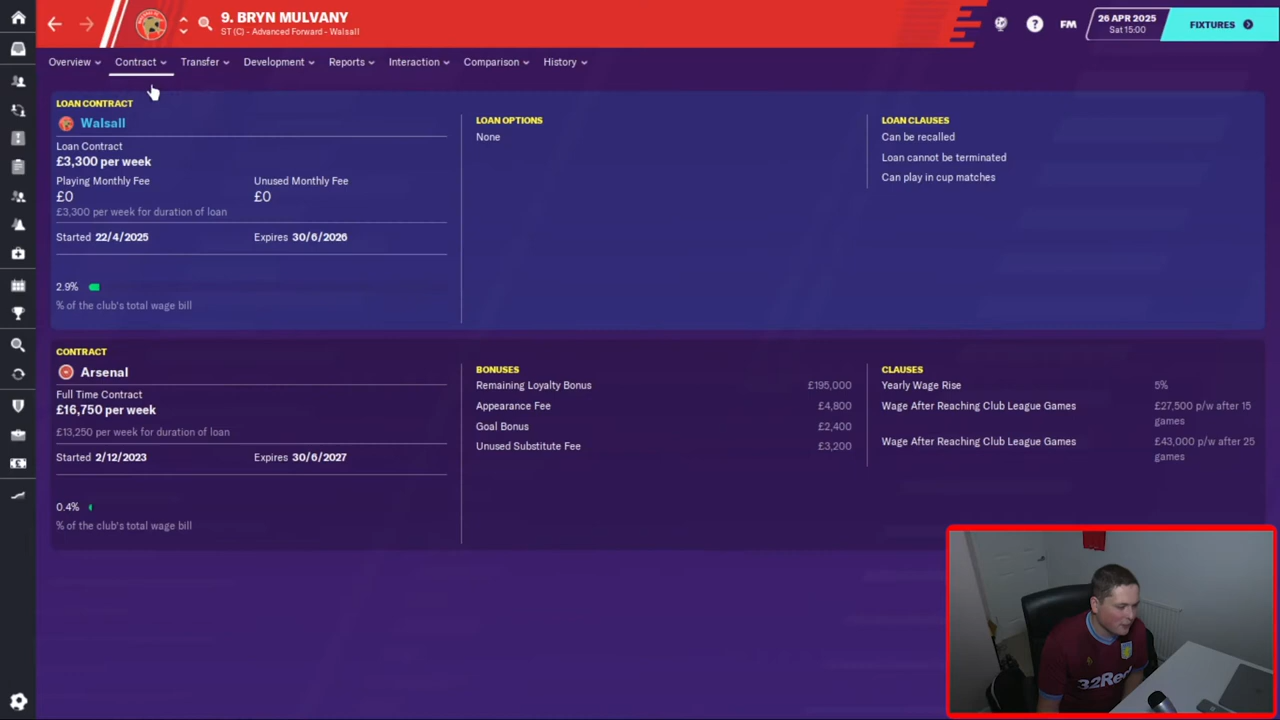 9. BRYN MULVANY
ST (C) - Advanced Forward - Walsall
26 APR 2025
Sat 15:00
FIXTURES
FM
Overview
Contract
Transfer
Development
Reports
Interaction
Comparison
History
LOAN CONTRACT
Walsall
Loan Contract
£3,300 per week
Playing Monthly Fee
Unused Monthly Fee
£0
£0
£3,300 per week for duration of loan
Started 22/4/2025
Expires 30/6/2026
2.9%
% of the club's total wage bill
LOAN OPTIONS
None
LOAN CLAUSES
Can be recalled
Loan cannot be terminated
Can play in cup matches
CONTRACT
Arsenal
Full Time Contract
£16,750 per week
£13,250 per week for duration of loan
Started 2/12/2023
Expires 30/6/2027
0.4%
% of the club's total wage bill
BONUSES
Remaining Loyalty Bonus £195,000
Appearance Fee £4,800
Goal Bonus £2,400
Unused Substitute Fee £3,200
CLAUSES
Yearly Wage Rise 5%
Wage After Reaching Club League Games £27,500 p/w after 15
games
Wage After Reaching Club League Games £43,000 p/w after 25
games
32Red